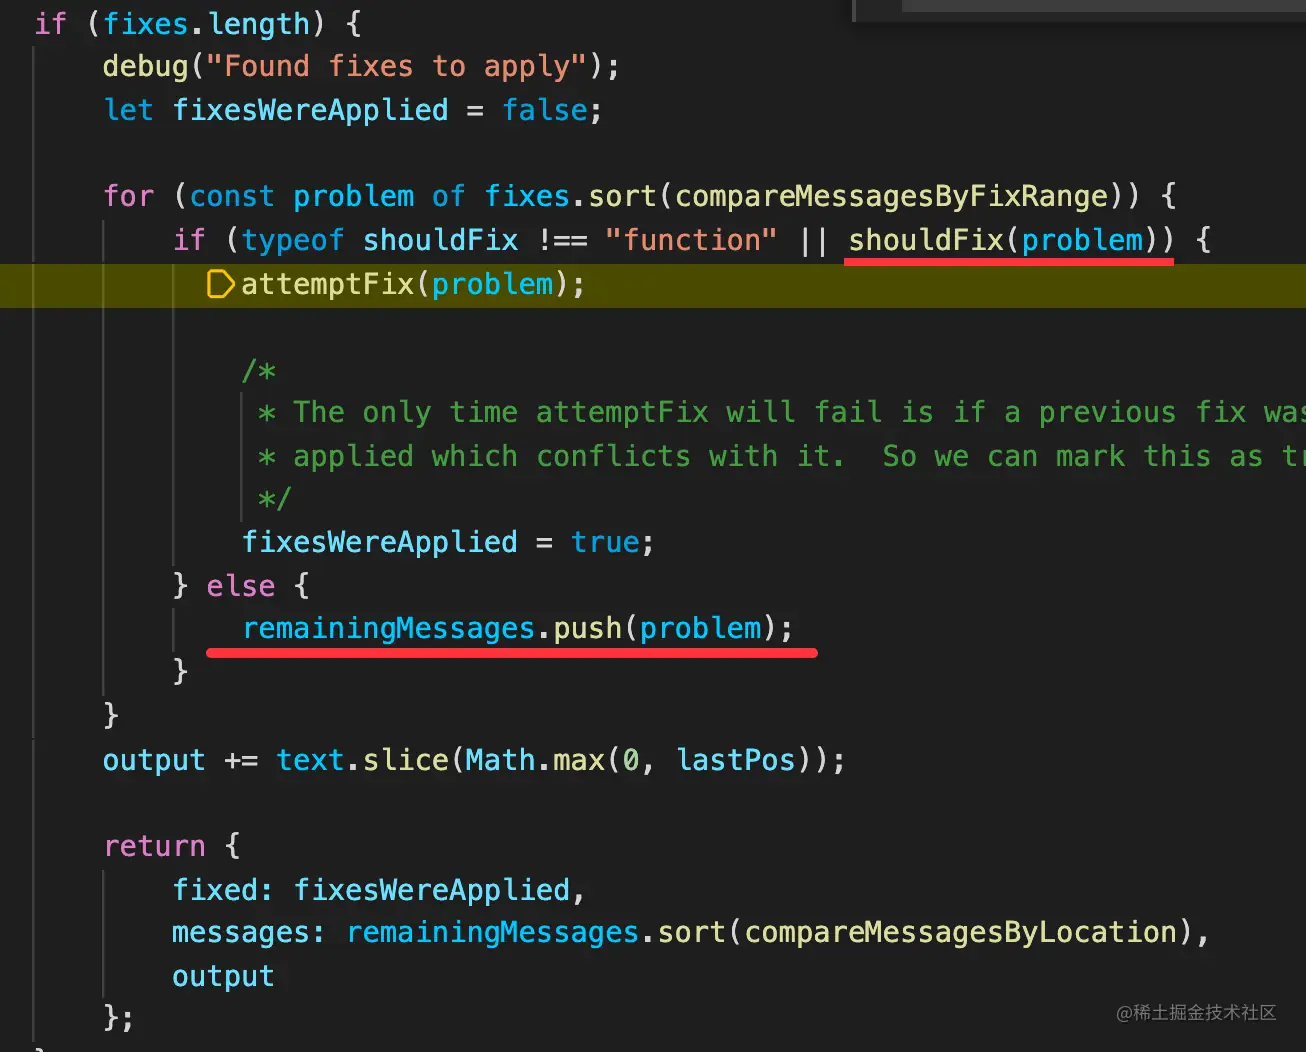 if (fixes.length) {
debug("Found fixes to apply");
let fixesWereApplied = false;
for (const problem of fixes.sort(compareMessagesByFixRange)) {
if (typeof shouldFix !== "function" || shouldFix(problem)) {
attemptFix(problem);
/*
* The only time attemptFix will fail is if a previous fix was
* applied which conflicts with it.  So we can mark this as
*/
fixesWereApplied = true;
} else {
remainingMessages.push(problem);
}
}
output += text.slice(Math.max(0, lastPos));
return {
fixed: fixesWereApplied,
messages: remainingMessages.sort(compareMessagesByLocation),
output
};
@稀土掘金技术社区